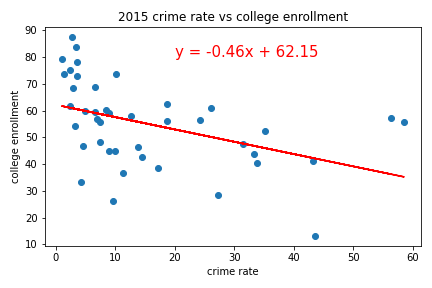 2015 crime rate vs college enrollment
y = -0.46x + 62.15
college enrollment
90
80
70
60
50
40
30
20
10
0 10 20 30 40 50 60
crime rate